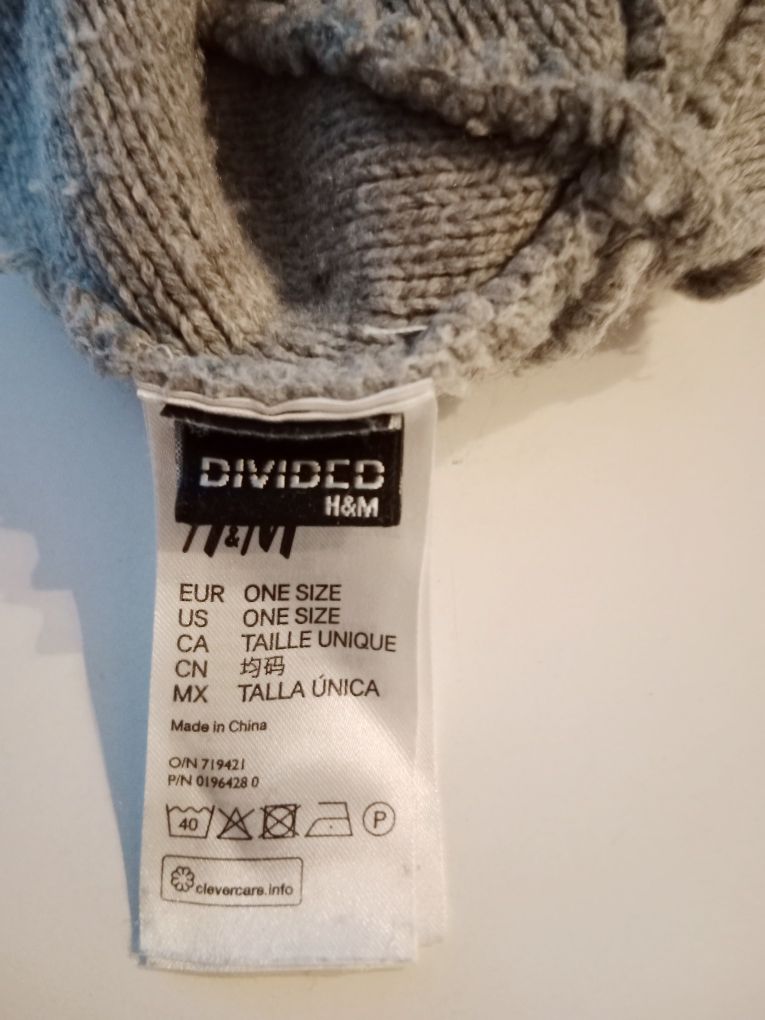 DIVIDED
H&M
H&M
EUR ONE SIZE
US ONE SIZE
CA TAILLE UNIQUE
CN 均码
MX TALLA ÚNICA
Made in China
O/N 719421
P/N 0196428 0
40 P
clevercare.info